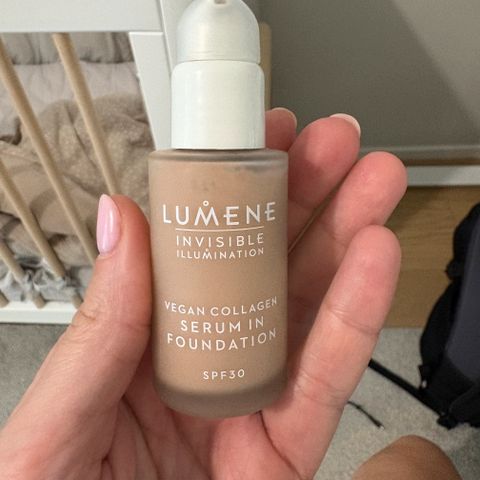 LUMENE
INVISIBLE
ILLUMINATION
VEGAN COLLAGEN
SERUM IN
FOUNDATION
SPF30